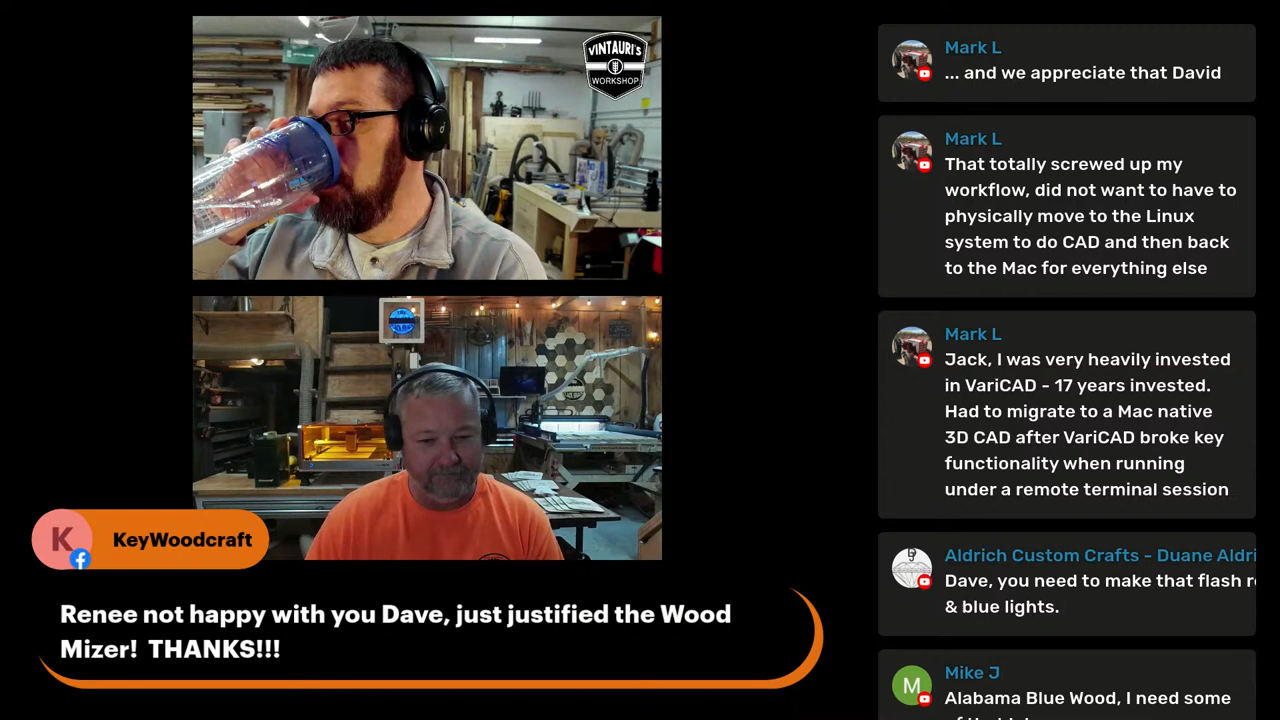 VINTAURI'S
WORKSHOP
Mark L
... and we appreciate that David
Mark L
That totally screwed up my
workflow, did not want to have to
physically move to the Linux
system to do CAD and then back
to the Mac for everything else
Mark L
Jack, I was very heavily invested
in VariCAD - 17 years invested.
Had to migrate to a Mac native
3D CAD after VariCAD broke key
functionality when running
under a remote terminal session
Aldrich Custom Crafts - Duane Aldri
Dave, you need to make that flash r
& blue lights.
Mike J
Alabama Blue Wood, I need some
K
KeyWoodcraft
Renee not happy with you Dave, just justified the Wood
Mizer! THANKS!!!
M